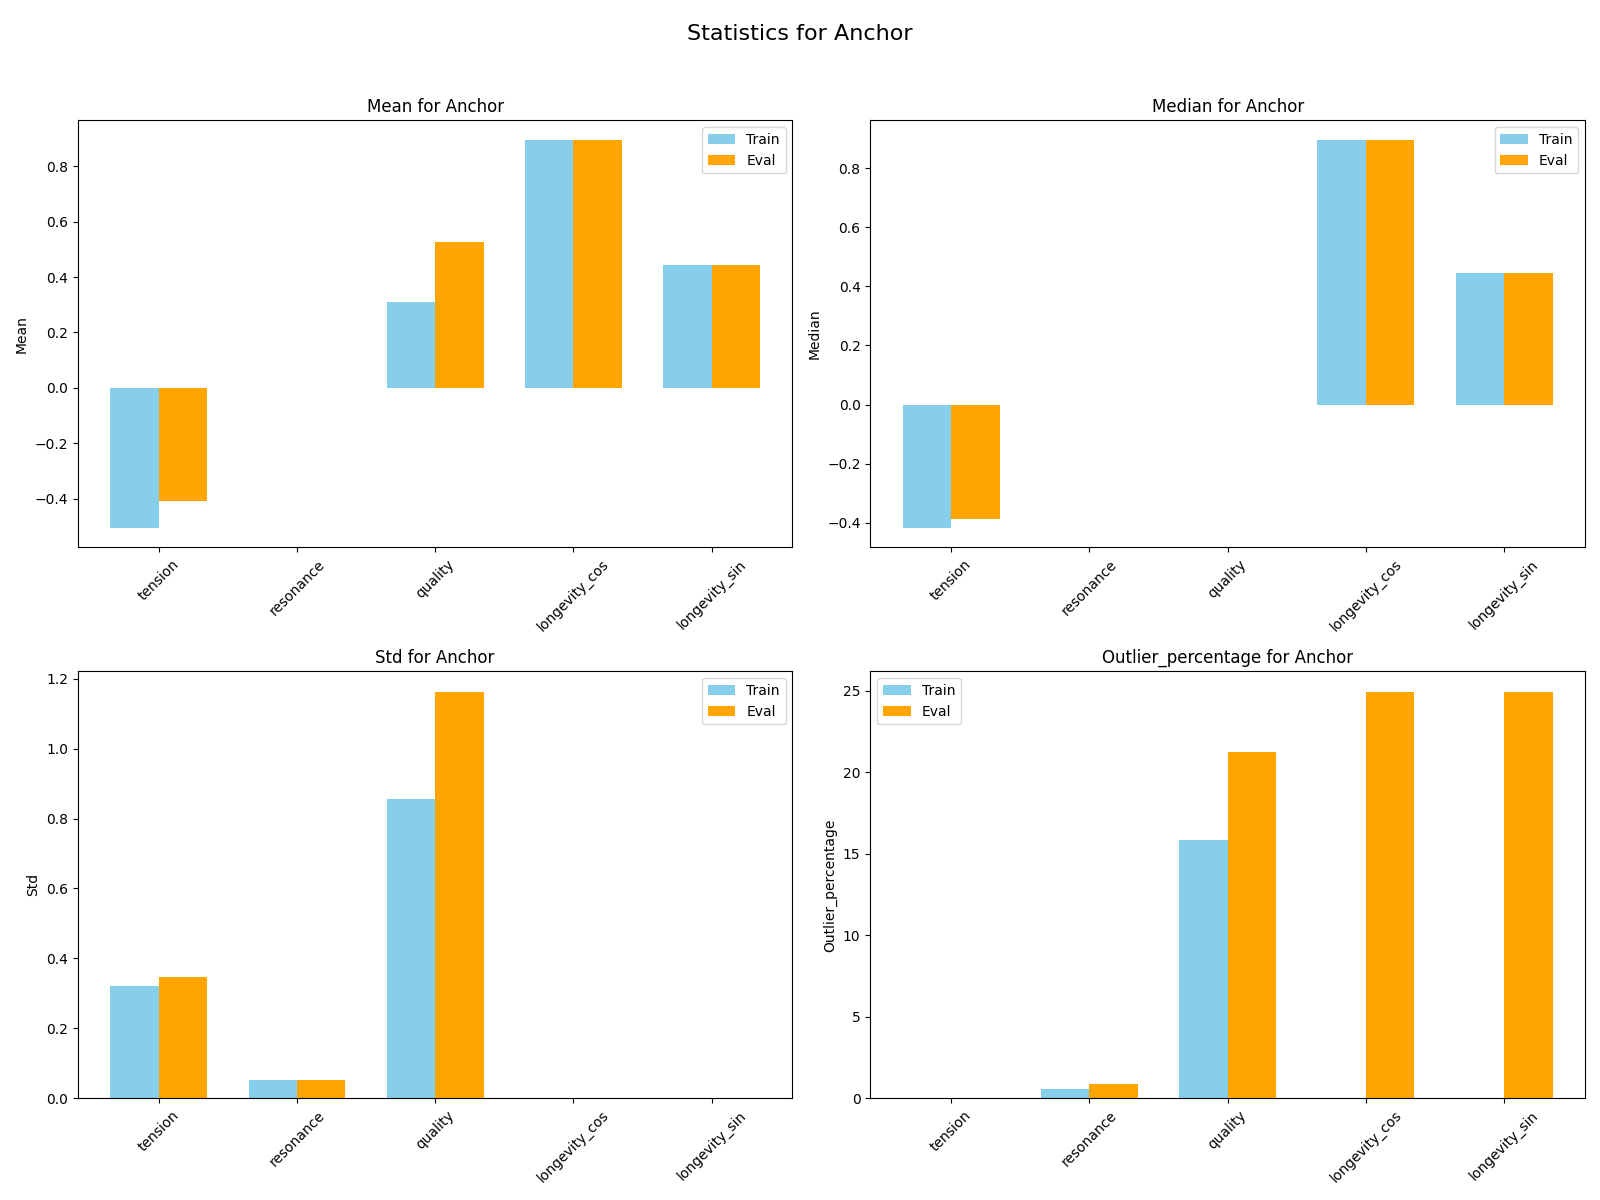 Statistics for Anchor
Mean for Anchor
Train
Eval
0.8
0.6
0.4
0.2
0.0
−0.2
−0.4
Mean
tension
resonance
quality
longevity_cos
longevity_sin
Median for Anchor
Train
Eval
0.8
0.6
0.4
0.2
0.0
−0.2
−0.4
Median
tension
resonance
quality
longevity_cos
longevity_sin
Std for Anchor
Train
Eval
1.2
1.0
0.8
0.6
0.4
0.2
0.0
Std
tension
resonance
quality
longevity_cos
longevity_sin
Outlier_percentage for Anchor
Train
Eval
25
20
15
10
5
0
Outlier_percentage
tension
resonance
quality
longevity_cos
longevity_sin